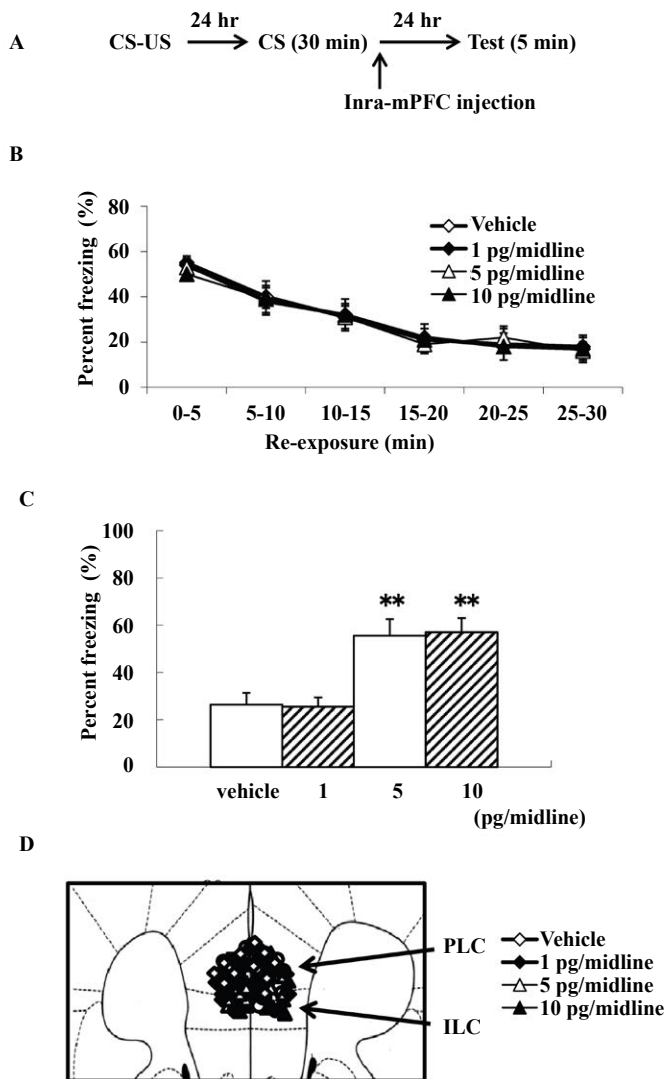 A
24 hr 24 hr
CS-US CS (30 min) Test (5 min)
Inra-mPFC injection
B
Percent freezing (%)
80
60
40
20
0
Vehicle
1 pg/midline
5 pg/midline
10 pg/midline
0-5 5-10 10-15 15-20 20-25 25-30
Re-exposure (min)
C
Percent freezing (%)
100
80
60
40
20
0
** **
vehicle 1 5 10
(pg/midline)
D
PLC
ILC
Vehicle
1 pg/midline
5 pg/midline
10 pg/midline